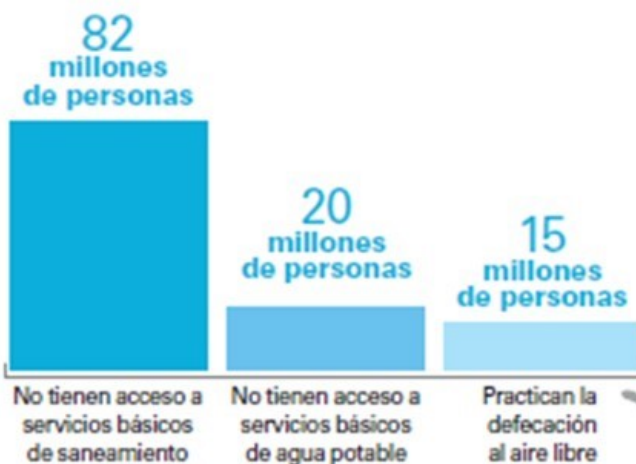 82
millones
de personas
20
millones
de personas
15
millones
de personas
No tienen acceso a
servicios básicos
de saneamiento
No tienen acceso a
servicios básicos
de agua potable
Practican la
defecación
al aire libre